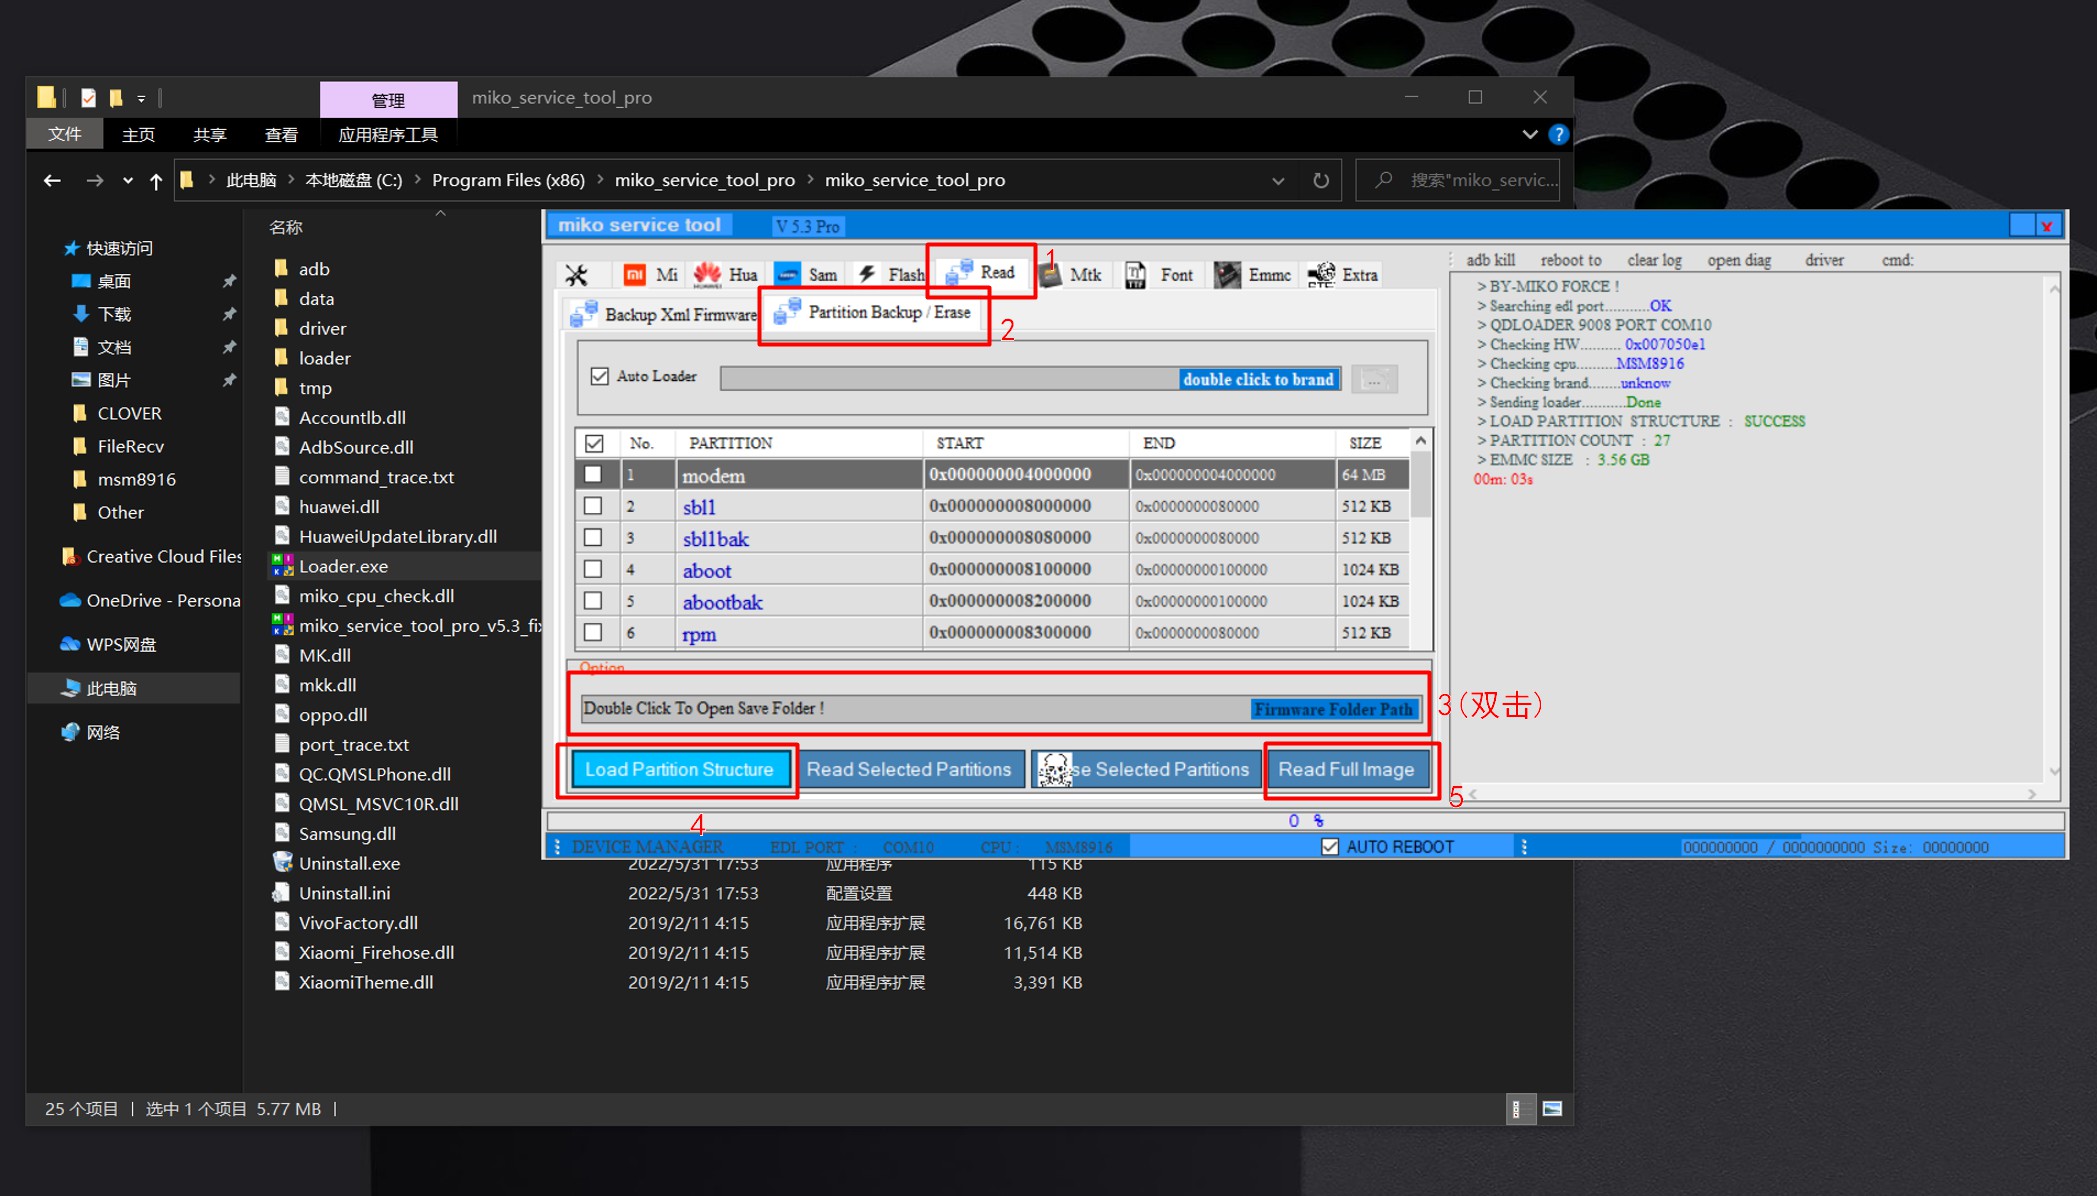 管理
miko_service_tool_pro
文件
主页
共享
查看
应用程序工具
此电脑 > 本地磁盘 (C:) > Program Files (x86) > miko_service_tool_pro > miko_service_tool_pro
搜索"miko_servic...
快速访问
桌面
下载
文档
图片
CLOVER
FileRecv
msm8916
Other
Creative Cloud Files
OneDrive - Persona
WPS网盘
此电脑
网络
名称
adb
data
driver
loader
tmp
Accountlb.dll
AdbSource.dll
command_trace.txt
huawei.dll
HuaweiUpdateLibrary.dll
Loader.exe
miko_cpu_check.dll
miko_service_tool_pro_v5.3_fix
MK.dll
mkk.dll
oppo.dll
port_trace.txt
QC.QMSLPhone.dll
QMSL_MSVC10R.dll
Samsung.dll
Uninstall.exe 2022/5/31 17:53 应用程序 115 KB
Uninstall.ini 2022/5/31 17:53 配置设置 448 KB
VivoFactory.dll 2019/2/11 4:15 应用程序扩展 16,761 KB
Xiaomi_Firehose.dll 2019/2/11 4:15 应用程序扩展 11,514 KB
XiaomiTheme.dll 2019/2/11 4:15 应用程序扩展 3,391 KB
25 个项目 | 选中 1 个项目 5.77 MB |
miko service tool V 5.3 Pro
x
Mi Hua Sam Flash Read Mtk Font Emmc Extra
1
Backup Xml Firmware Partition Backup / Erase
2
Auto Loader double click to brand ...
No. PARTITION START END SIZE
1 modem 0x000000004000000 0x000000004000000 64 MB
2 sbl1 0x000000008000000 0x0000000080000 512 KB
3 sbl1bak 0x000000008080000 0x0000000080000 512 KB
4 aboot 0x000000008100000 0x00000000100000 1024 KB
5 abootbak 0x000000008200000 0x00000000100000 1024 KB
6 rpm 0x000000008300000 0x0000000080000 512 KB
Option
Double Click To Open Save Folder ! Firmware Folder Path
3(双击)
Load Partition Structure Read Selected Partitions se Selected Partitions Read Full Image
4
5
0 %
DEVICE MANAGER EDL PORT : COM10 CPU : MSM8916 AUTO REBOOT 000000000 / 0000000000 Size: 00000000
adb kill reboot to clear log open diag driver cmd:
> BY-MIKO FORCE !
> Searching edl port...........OK
> QDLOADER 9008 PORT COM10
> Checking HW.......... 0x007050e1
> Checking cpu..........MSM8916
> Checking brand........unknow
> Sending loader...........Done
> LOAD PARTITION STRUCTURE : SUCCESS
> PARTITION COUNT : 27
> EMMC SIZE : 3.56 GB
00m: 03s